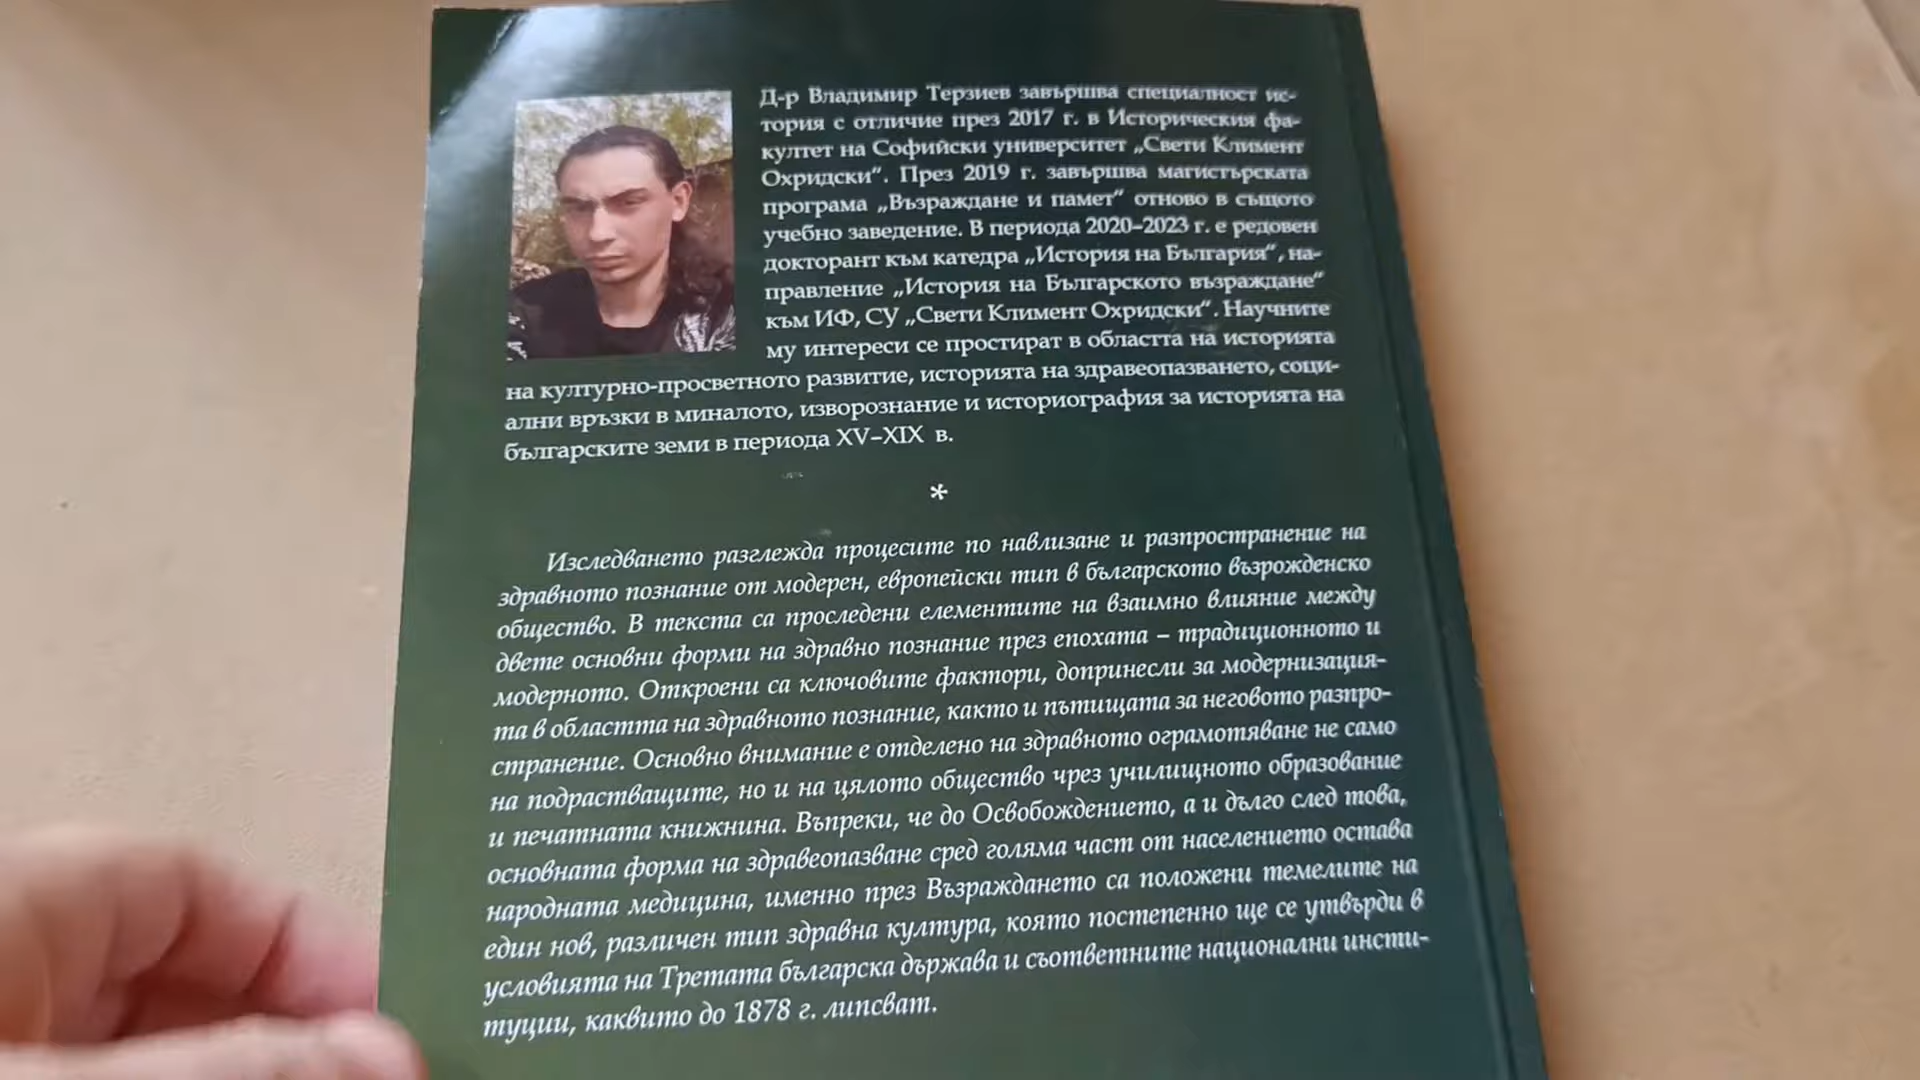 Д-р Владимир Терзиев завършва специалност ис-
тория с отличие през 2017 г. в Историческия фа-
култет на Софийски университет „Свети Климент
Охридски“. През 2019 г. завършва магистърската
програма „Възраждане и памет“ отново в същото
учебно заведение. В периода 2020–2023 г. е редовен
докторант към катедра „История на България“, на-
правление „История на Българското възраждане“
към ИФ, СУ „Свети Климент Охридски“. Научните
му интереси се простират в областта на историята
на културно-просветното развитие, историята на здравеопазването, соци-
ални връзки в миналото, изворознание и историография за историята на
българските земи в периода XV–XIX в.
*
Изследването разглежда процесите по навлизане и разпространение на
здравното познание от модерен, европейски тип в българското възрожденско
общество. В текста са проследени елементите на взаимно влияние между
двете основни форми на здравно познание през епохата – традиционното и
модерното. Откроени са ключовите фактори, допринесли за модернизация-
та в областта на здравното познание, както и пътищата за неговото разпро-
странение. Основно внимание е отделено на здравното ограмотяване не само
на подрастващите, но и на цялото общество чрез училищното образование
и печатната книжнина. Въпреки, че до Освобождението, а и дълго след това,
основната форма на здравеопазване сред голяма част от населението остава
народната медицина, именно през Възраждането са положени темелите на
един нов, различен тип здравна култура, която постепенно ще се утвърди в
условията на Третата българска държава и съответните национални инсти-
туции, каквито до 1878 г. липсват.